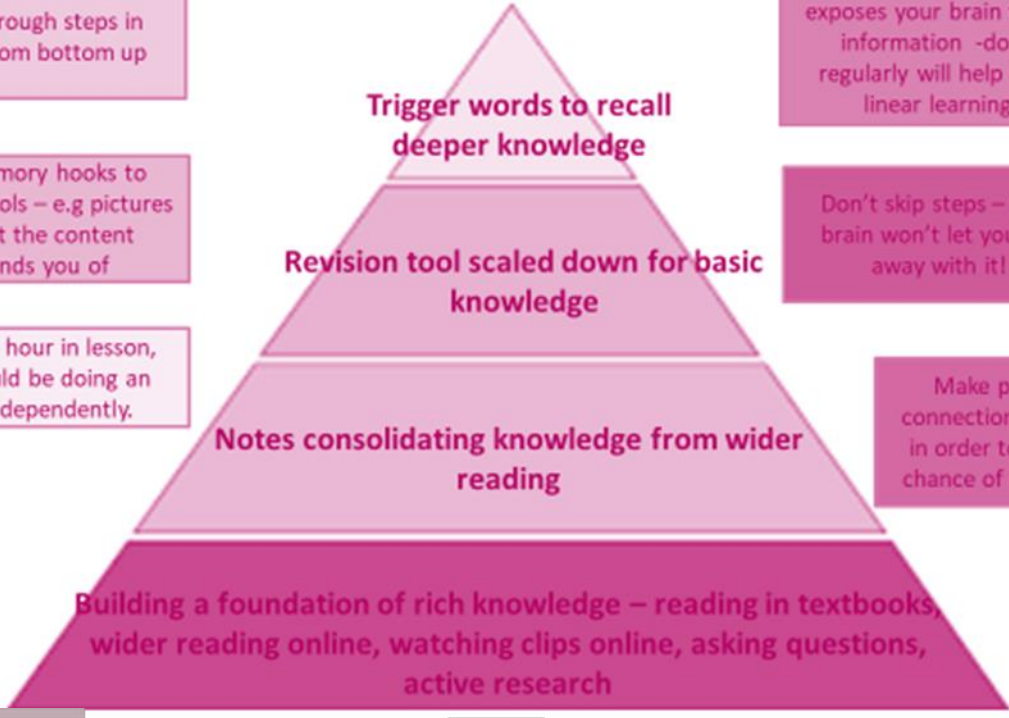 rough steps in
om bottom up
mory hooks to
ols – e.g pictures
t the content
nds you of
hour in lesson,
ld be doing an
dependently.
Trigger words to recall
deeper knowledge
Revision tool scaled down for basic
knowledge
Notes consolidating knowledge from wider
reading
Building a foundation of rich knowledge – reading in textbooks,
wider reading online, watching clips online, asking questions,
active research
exposes your brain
information -do
regularly will help
linear learning
Don't skip steps –
brain won't let you
away with it!
Make p
connection
in order to
chance of